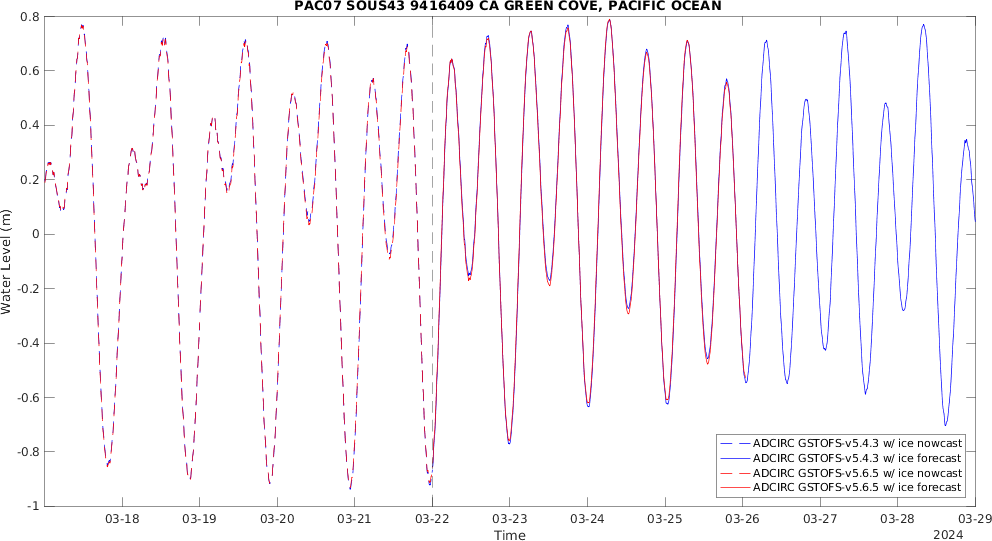 PAC07 SOUS43 9416409 CA GREEN COVE, PACIFIC OCEAN
Water Level (m)
0.8
0.6
0.4
0.2
0
-0.2
-0.4
-0.6
-0.8
-1
ADCIRC GSTOFS-v5.4.3 w/ ice nowcast
ADCIRC GSTOFS-v5.4.3 w/ ice forecast
ADCIRC GSTOFS-v5.6.5 w/ ice nowcast
ADCIRC GSTOFS-v5.6.5 w/ ice forecast
03-18 03-19 03-20 03-21 03-22 03-23 03-24 03-25 03-26 03-27 03-28 03-29
Time
2024